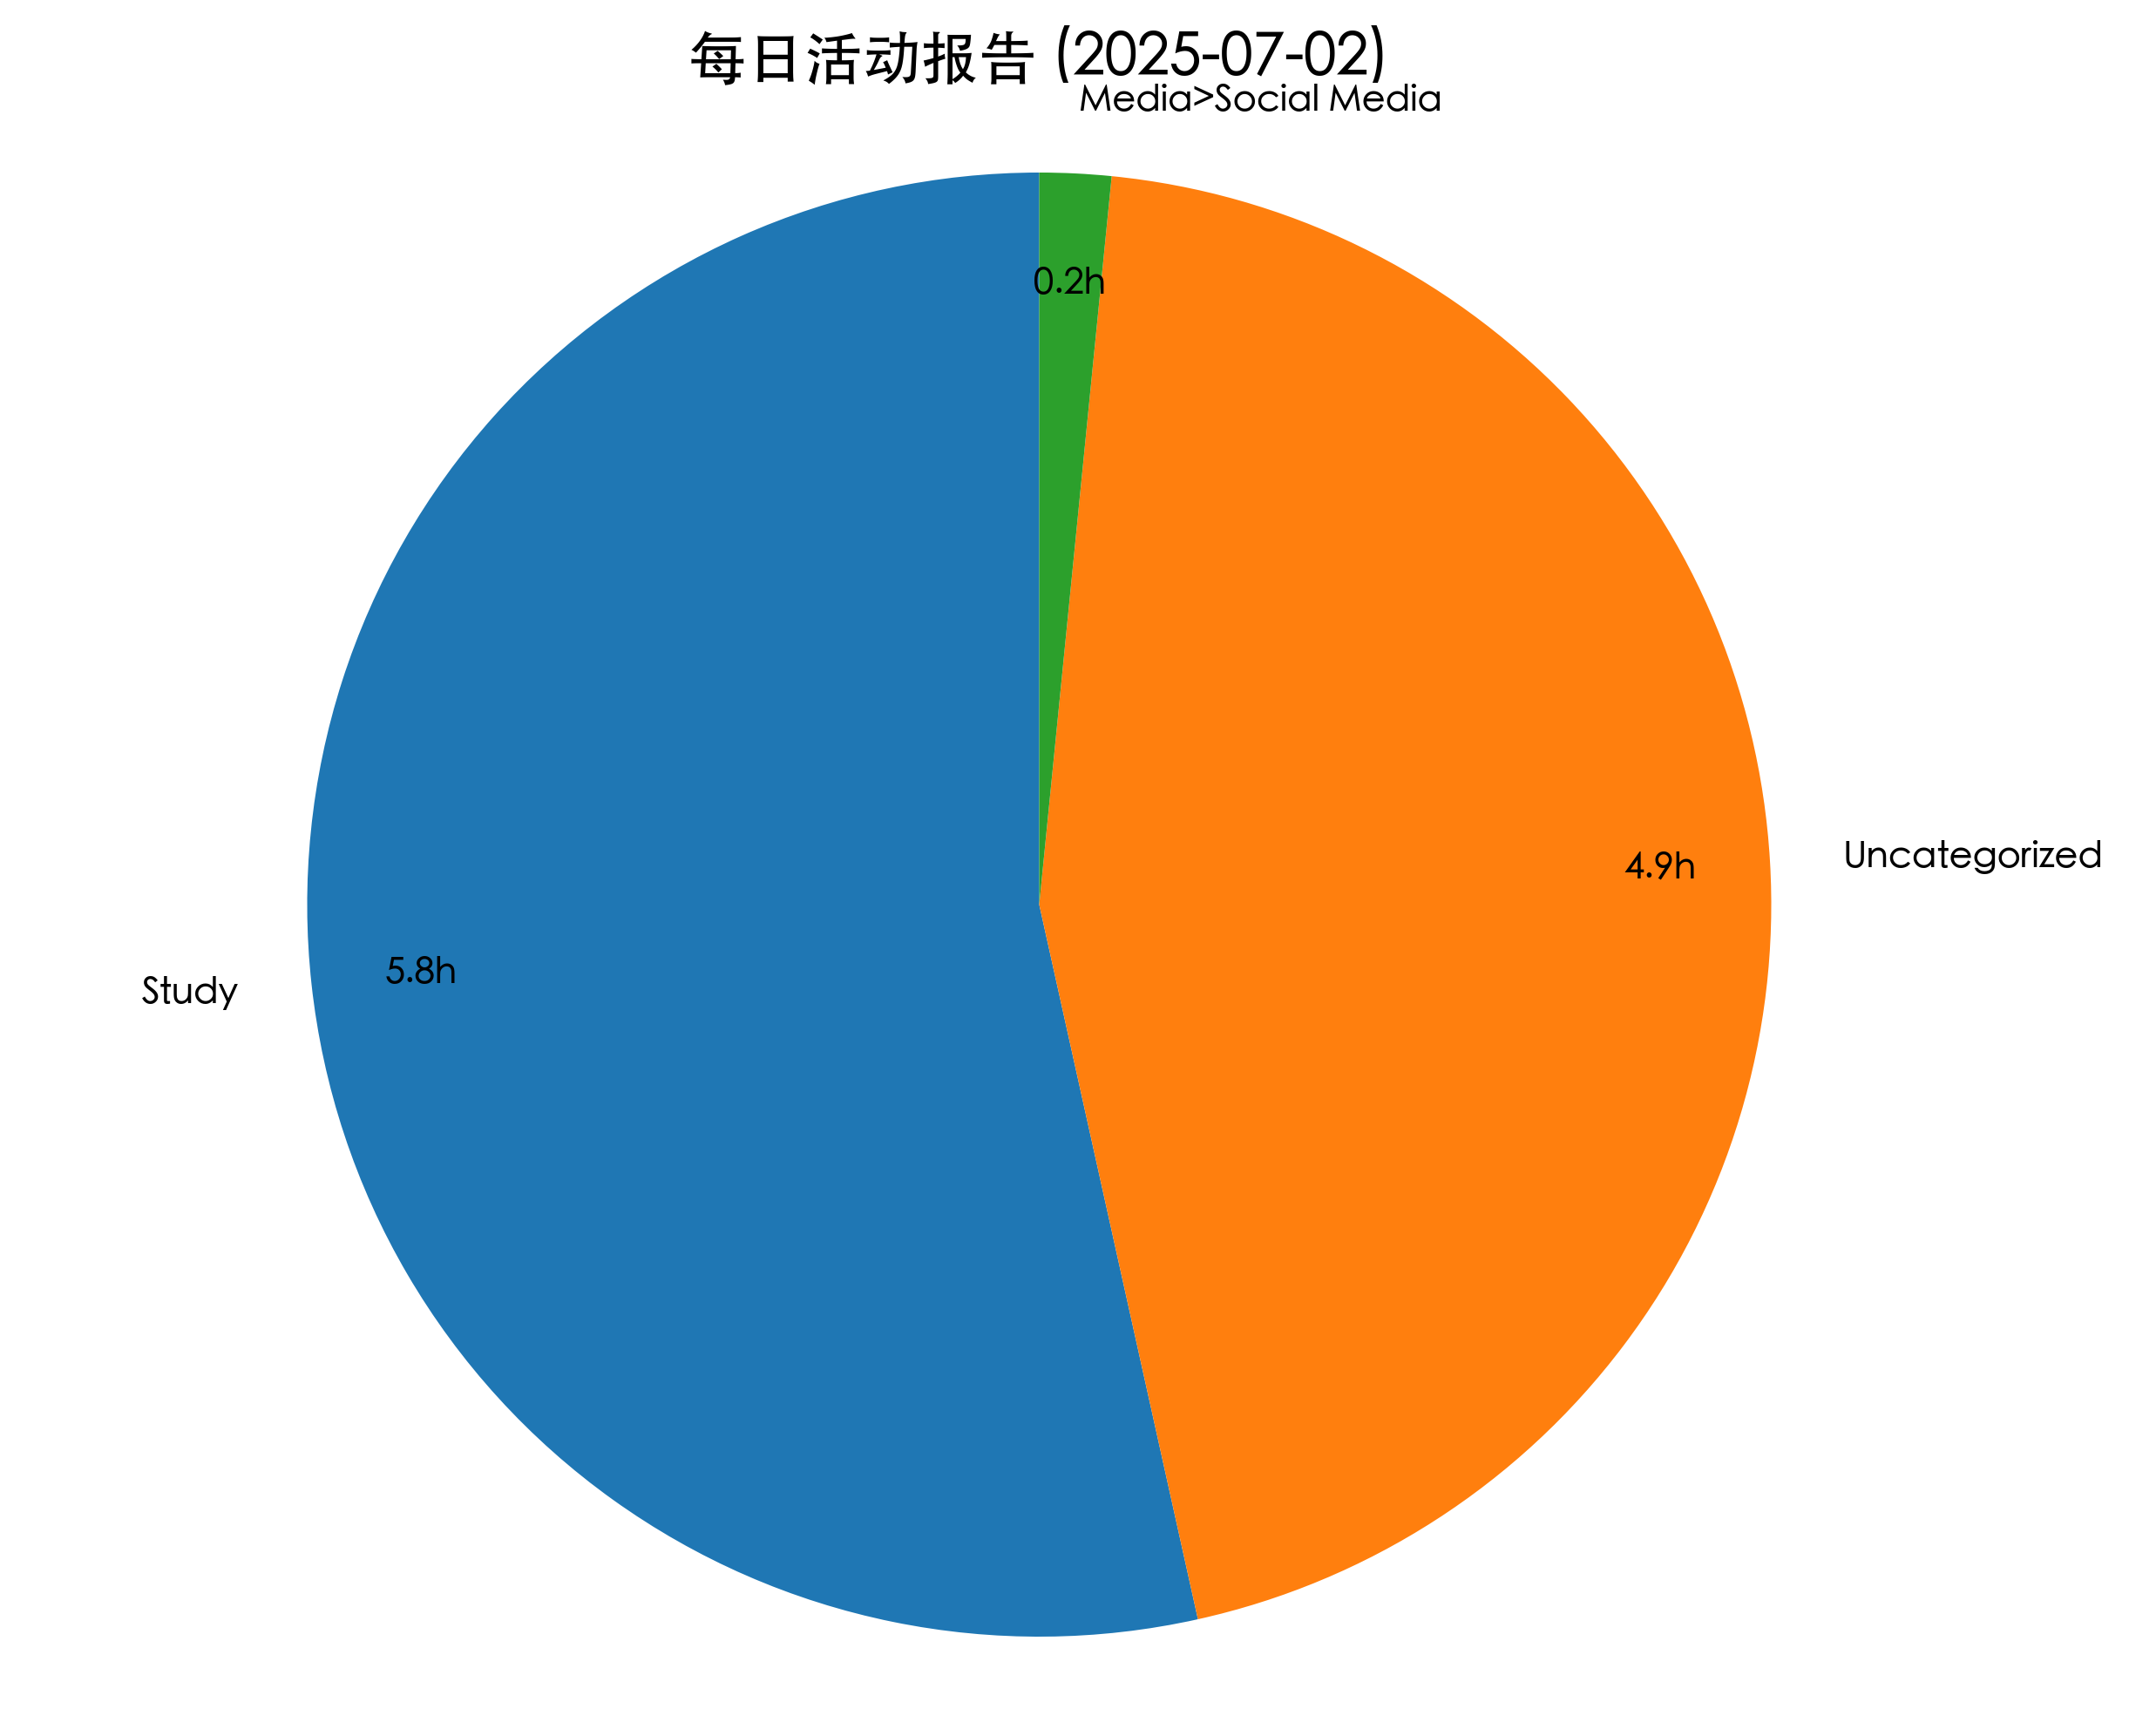 每日活动报告 (2025-07-02)
Media>Social Media
0.2h
4.9h
Uncategorized
5.8h
Study